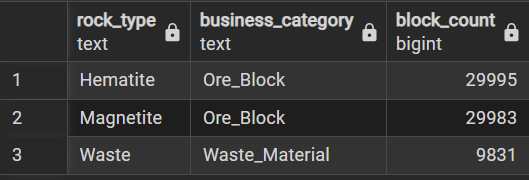 rock_type business_category block_count
text text bigint
1 Hematite Ore_Block 29995
2 Magnetite Ore_Block 29983
3 Waste Waste_Material 9831